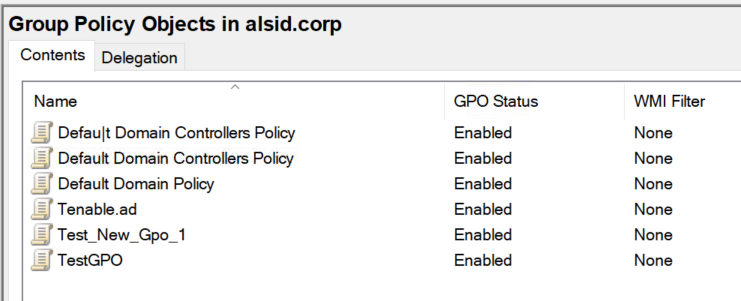 Group Policy Objects in alsid.corp
Contents Delegation
Name GPO Status WMI Filter
Defau|t Domain Controllers Policy Enabled None
Default Domain Controllers Policy Enabled None
Default Domain Policy Enabled None
Tenable.ad Enabled None
Test_New_Gpo_1 Enabled None
TestGPO Enabled None